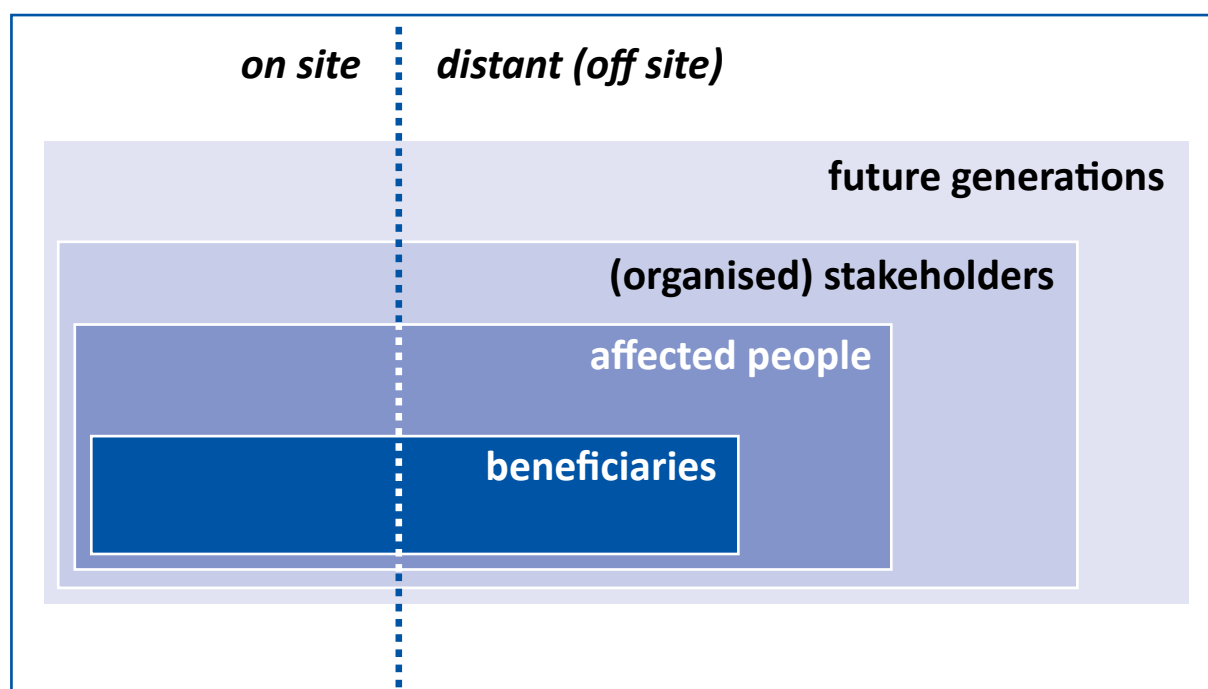 on site
distant (off site)
future generations
(organised) stakeholders
affected people
beneficiaries